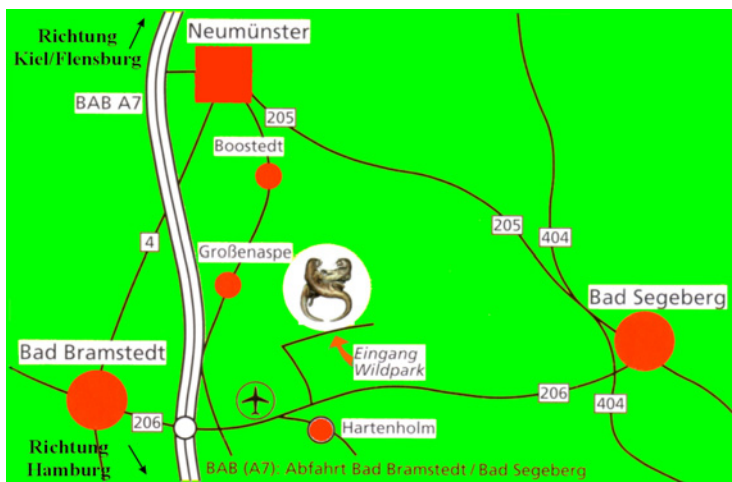 Richtung
Kiel/Flensburg
Neumünster
BAB A7
205
Boostedt
4
205
404
Großenaspe
Bad Segeberg
Bad Bramstedt
Eingang
Wildpark
206
404
206
Hartenholm
Richtung
Hamburg
BAB (A7): Abfahrt Bad Bramstedt / Bad Segeberg